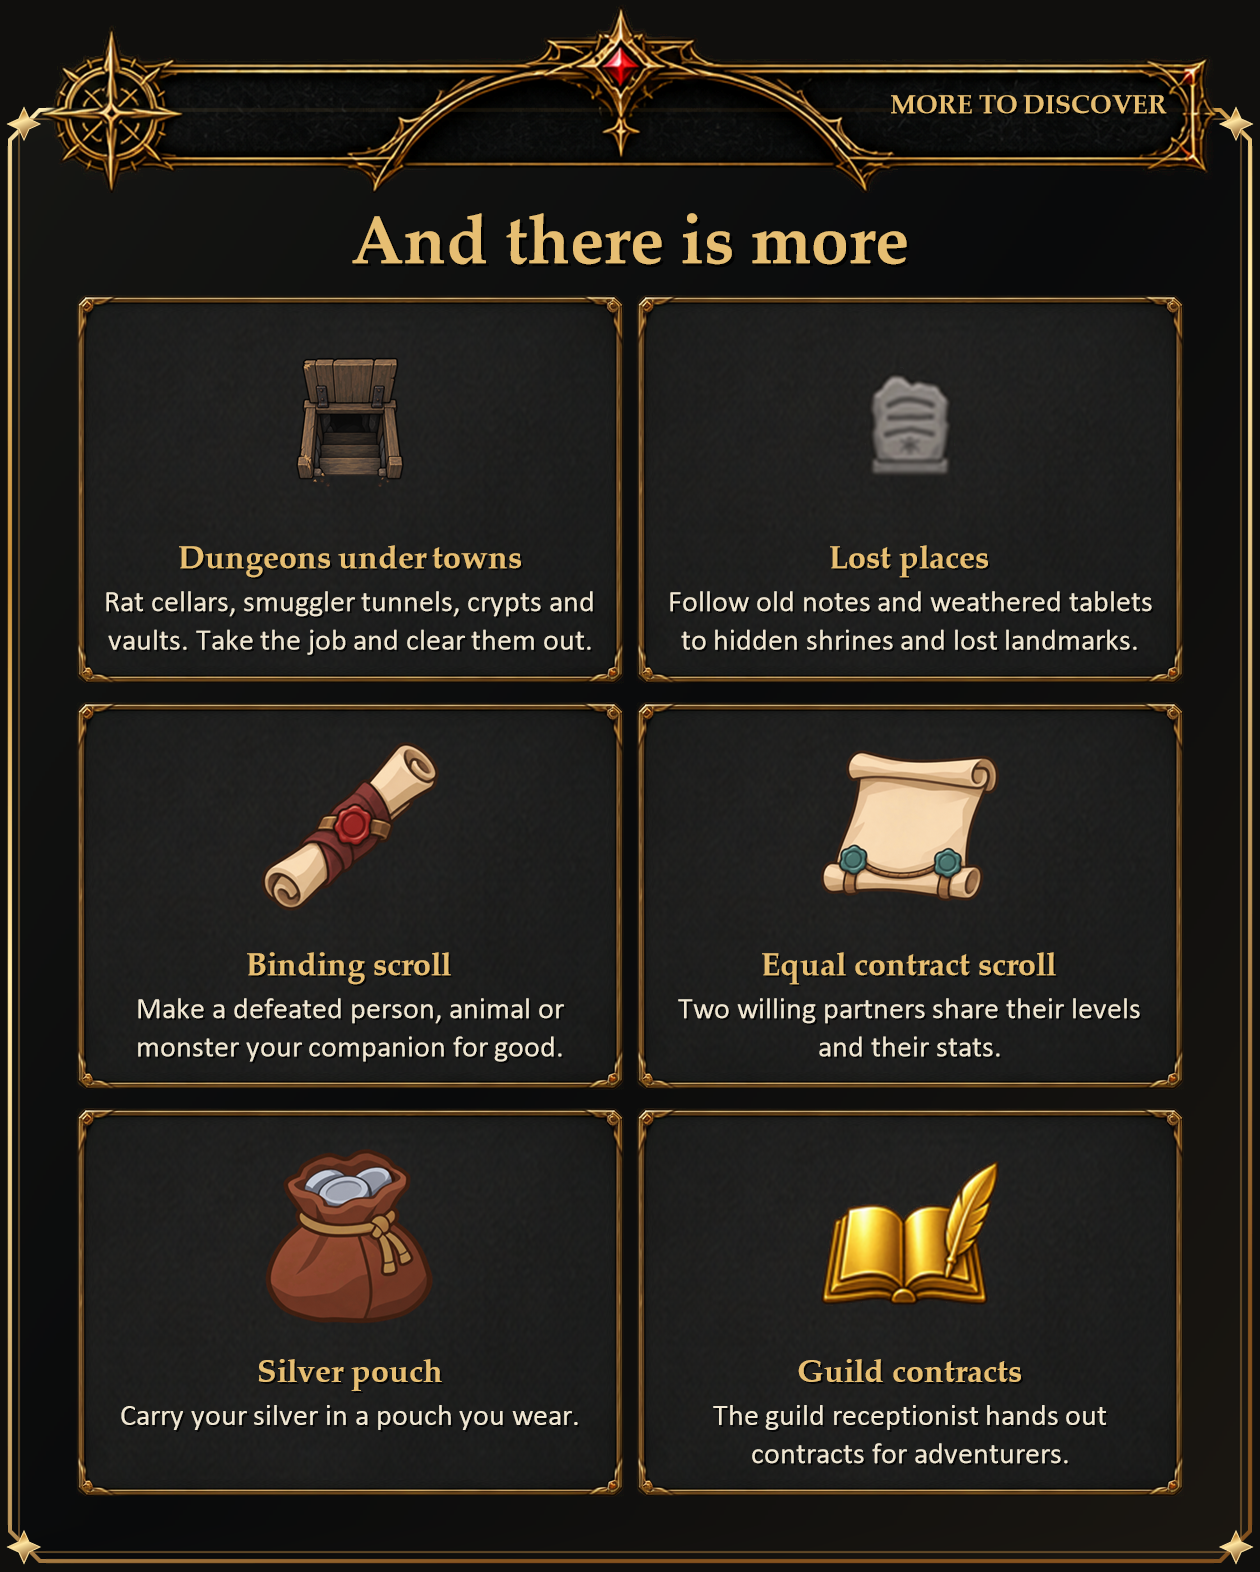 MORE TO DISCOVER
And there is more
Dungeons under towns
Rat cellars, smuggler tunnels, crypts and
vaults. Take the job and clear them out.
Lost places
Follow old notes and weathered tablets
to hidden shrines and lost landmarks.
Binding scroll
Make a defeated person, animal or
monster your companion for good.
Equal contract scroll
Two willing partners share their levels
and their stats.
Silver pouch
Carry your silver in a pouch you wear.
Guild contracts
The guild receptionist hands out
contracts for adventurers.